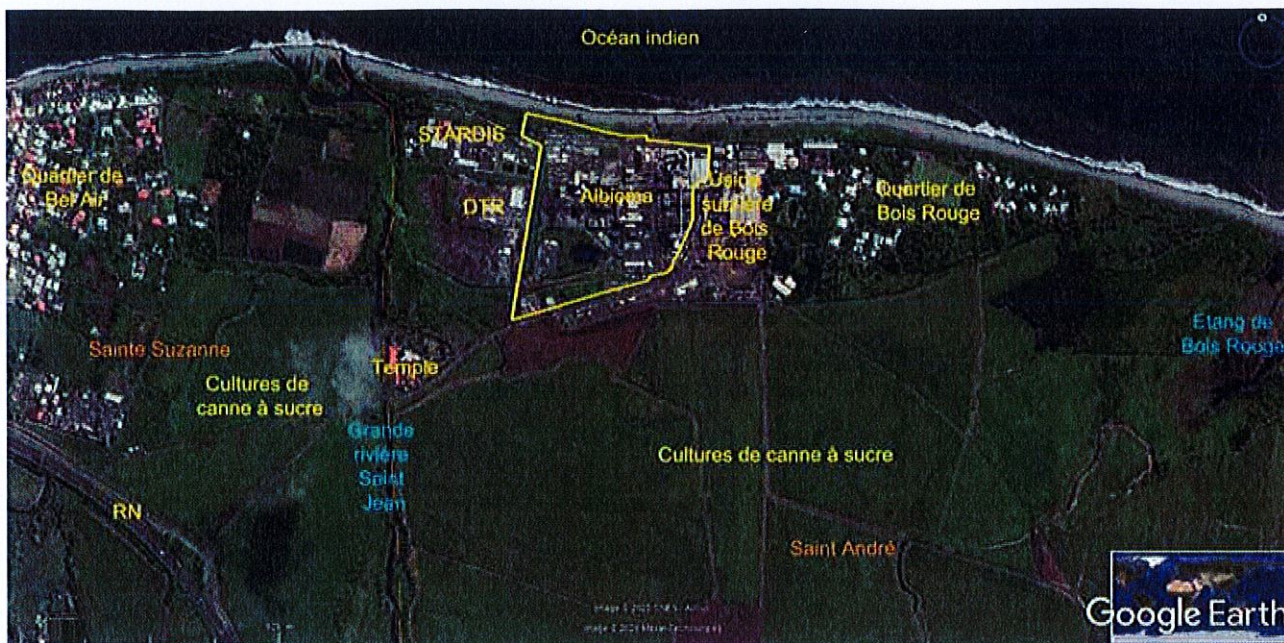 Océan indien
STARDIS
Quartier de
Bel Air
DTR
Albioma
Usine
sucrière
de Bois
Rouge
Quartier de
Bois Rouge
Sainte Suzanne
Temple
Etang de
Bois Rouge
Cultures de
canne à sucre
Grande
rivière
Saint
Jean
Cultures de canne à sucre
RN
Saint André
Google Earth